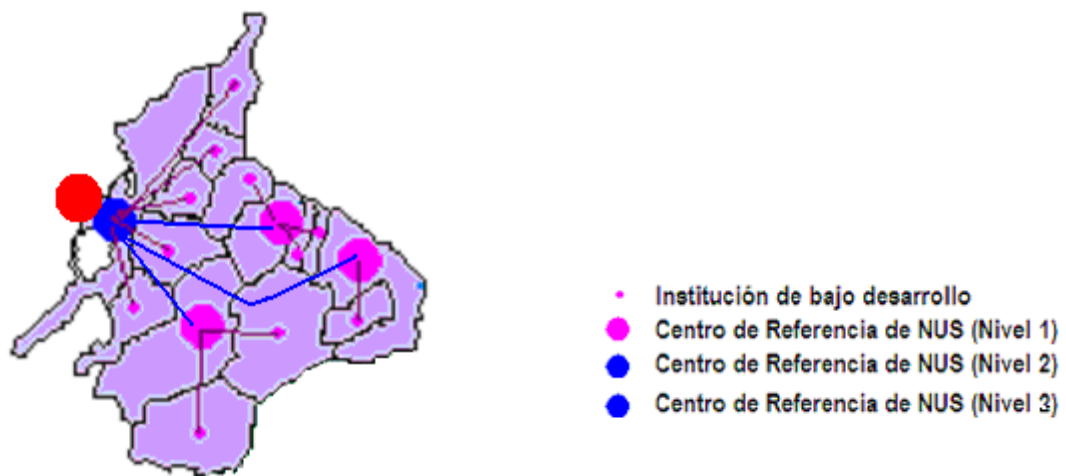 Institución de bajo desarrollo
Centro de Referencia de NUS (Nivel 1)
Centro de Referencia de NUS (Nivel 2)
Centro de Referencia de NUS (Nivel 3)